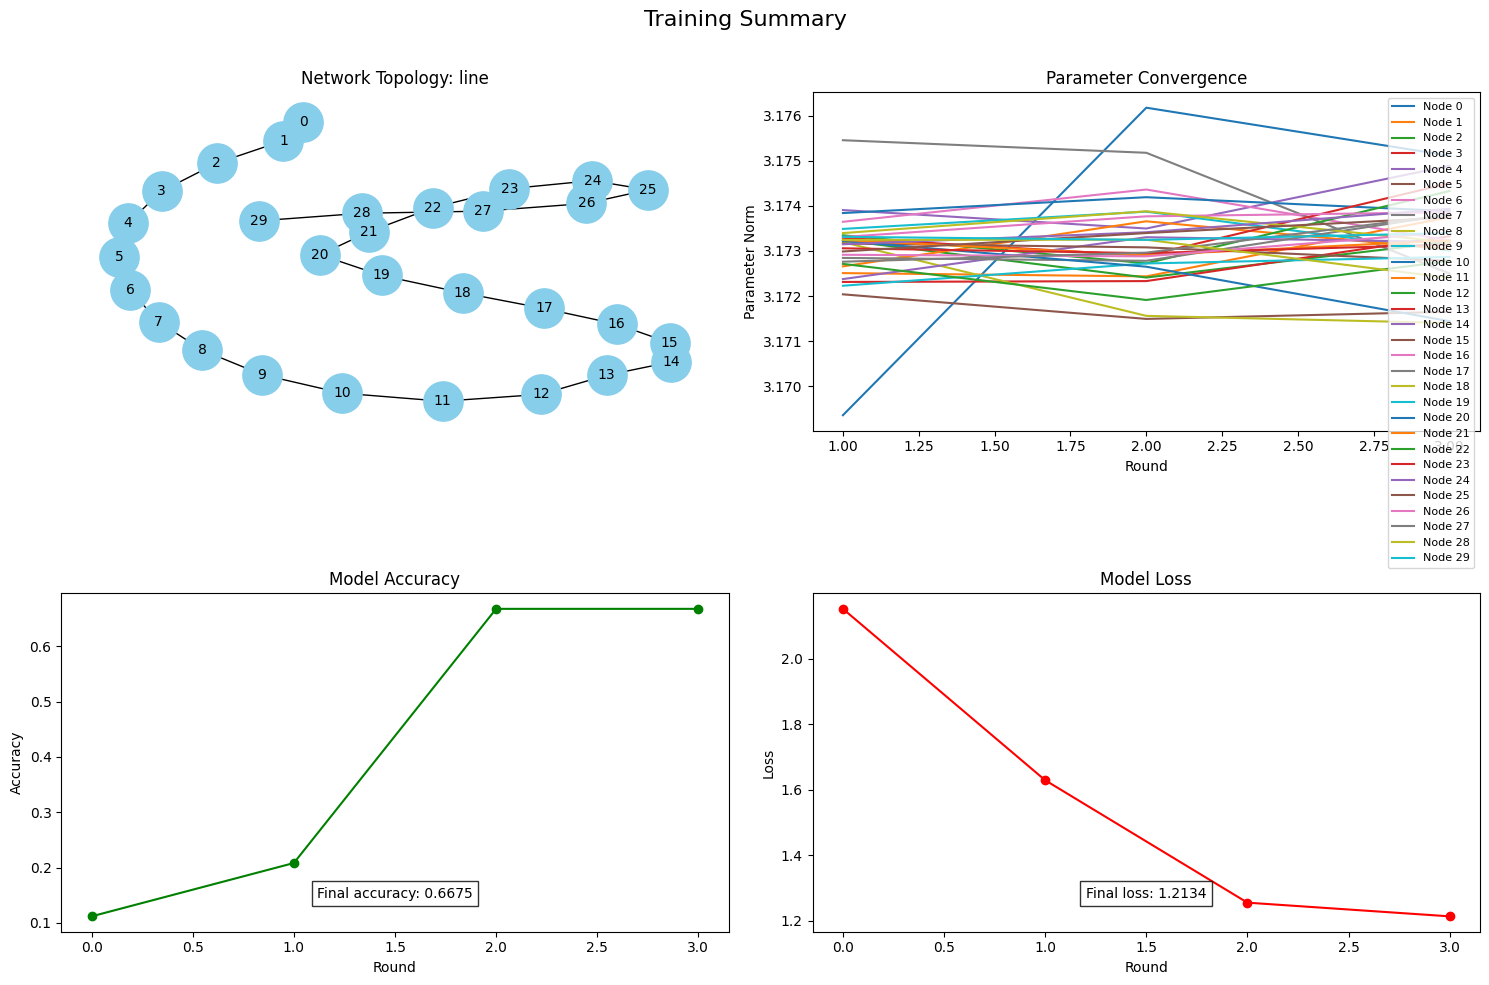 Training Summary
Network Topology: line
0
1
2
3
4
5
6
7
8
9
10
11
12
13
14
15
16
17
18
19
20
21
22
23
24
25
26
27
28
29
Parameter Convergence
Parameter Norm
3.176
3.175
3.174
3.173
3.172
3.171
3.170
1.00 1.25 1.50 1.75 2.00 2.25 2.50 2.75 3.00
Round
Node 0
Node 1
Node 2
Node 3
Node 4
Node 5
Node 6
Node 7
Node 8
Node 9
Node 10
Node 11
Node 12
Node 13
Node 14
Node 15
Node 16
Node 17
Node 18
Node 19
Node 20
Node 21
Node 22
Node 23
Node 24
Node 25
Node 26
Node 27
Node 28
Node 29
Model Accuracy
Accuracy
0.6
0.5
0.4
0.3
0.2
0.1
Final accuracy: 0.6675
0.0 0.5 1.0 1.5 2.0 2.5 3.0
Round
Model Loss
Loss
2.0
1.8
1.6
1.4
1.2
Final loss: 1.2134
0.0 0.5 1.0 1.5 2.0 2.5 3.0
Round